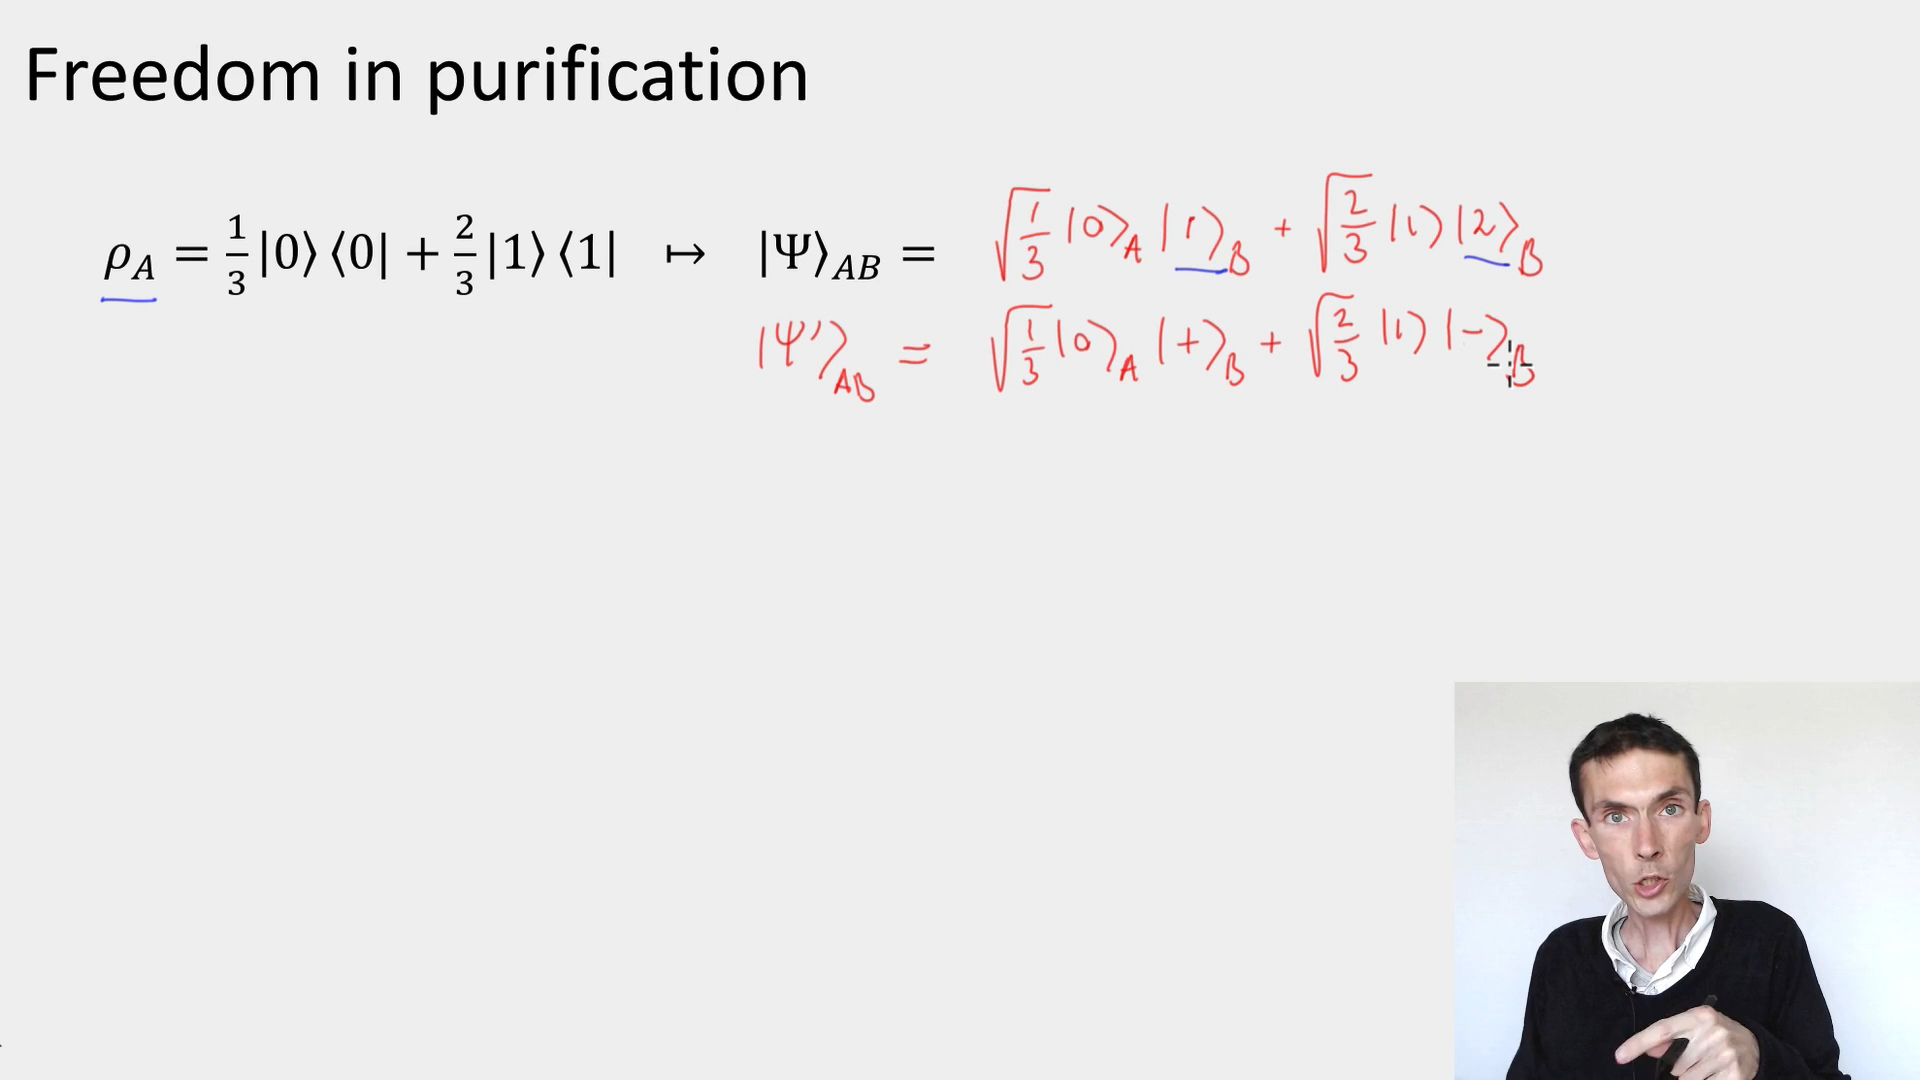 Freedom in purification
ρ_A = 1/3 |0⟩⟨0| + 2/3 |1⟩⟨1| ↦ |Ψ⟩_AB = √(1/3) |0⟩_A |1⟩_B + √(2/3) |1⟩ |2⟩_B
|Ψ'⟩_AB = √(1/3) |0⟩_A |+⟩_B + √(2/3) |1⟩ |−⟩_B